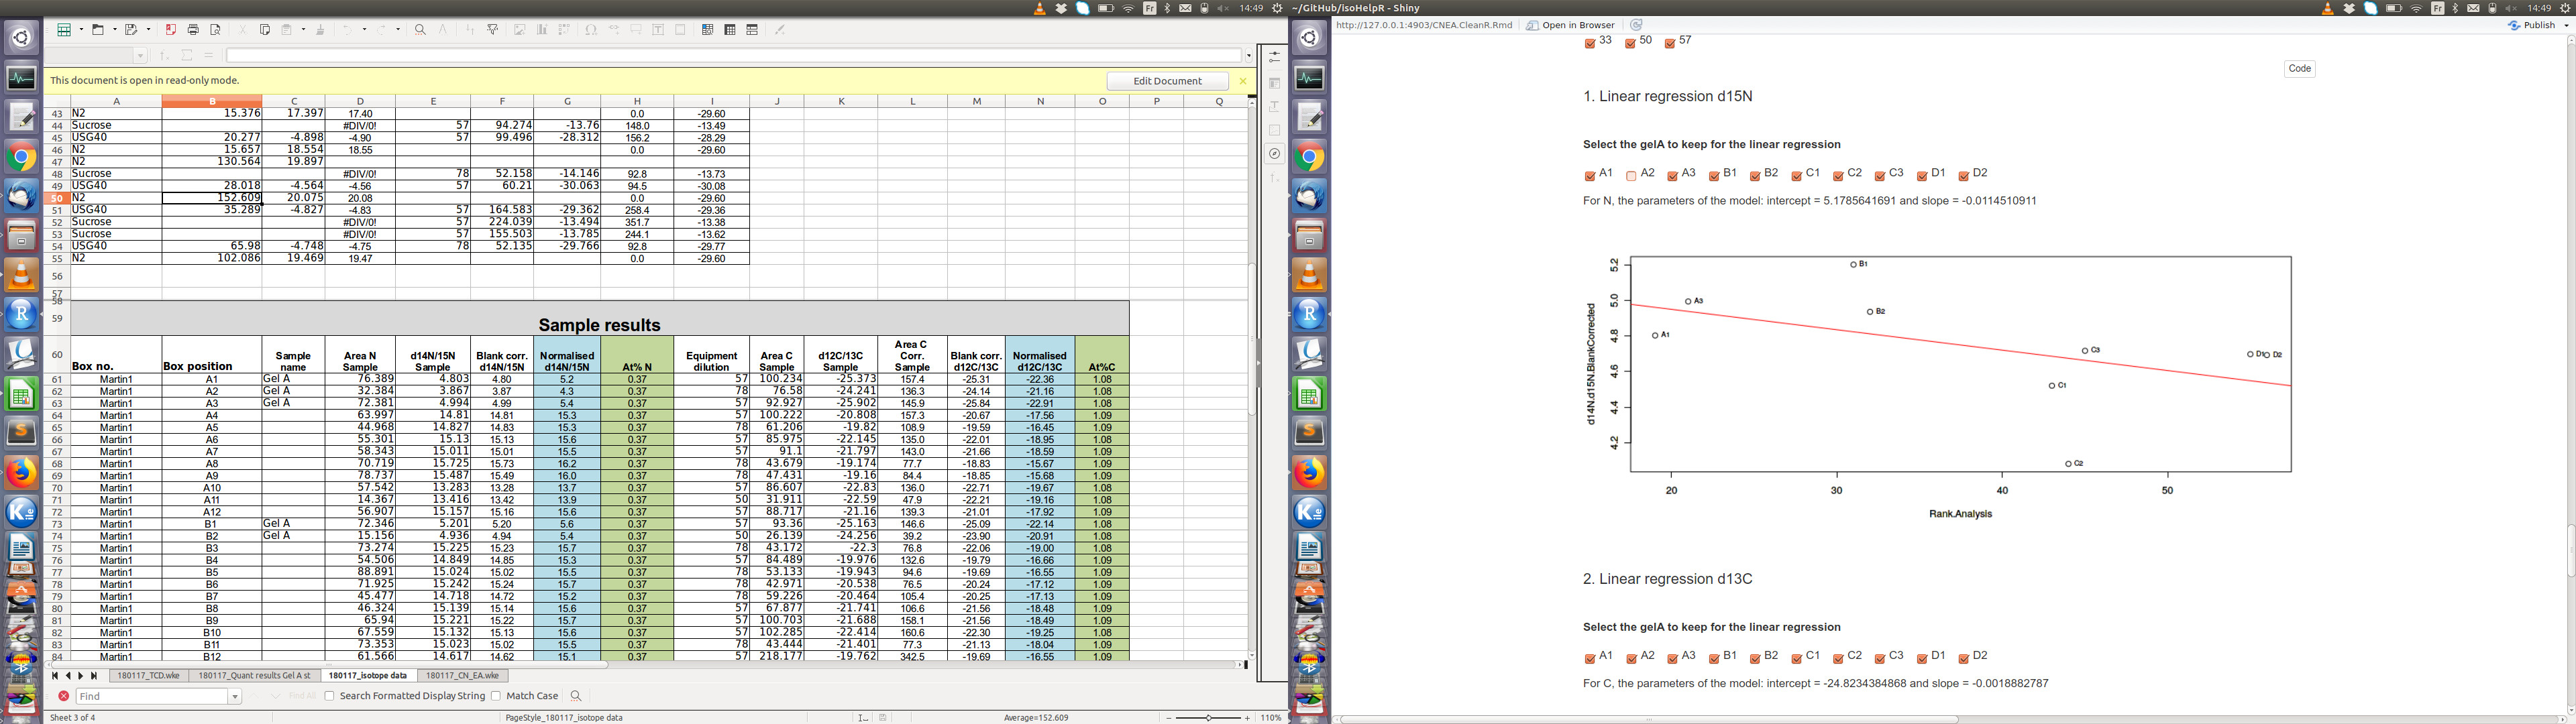 Fr 14:49 ~/GitHub/isoHelpR - Shiny Fr 14:49
http://127.0.0.1:4903/CNEA.CleanR.Rmd Open in Browser Publish
This document is open in read-only mode. Edit Document
A B C D E F G H I J K L M N O P Q
43 N2 15.376 17.397 17.40 0.0 -29.60
44 Sucrose #DIV/0! 57 94.274 -13.76 148.0 -13.49
45 USG40 20.277 -4.898 -4.90 57 99.496 -28.312 156.2 -28.29
46 N2 15.657 18.554 18.55 0.0 -29.60
47 N2 130.564 19.897
48 Sucrose #DIV/0! 78 52.158 -14.146 92.8 -13.73
49 USG40 28.018 -4.564 -4.56 57 60.21 -30.063 94.5 -30.08
50 N2 152.609 20.075 20.08 0.0 -29.60
51 USG40 35.289 -4.827 -4.83 57 164.583 -29.362 258.4 -29.36
52 Sucrose #DIV/0! 57 224.039 -13.494 351.7 -13.38
53 Sucrose #DIV/0! 57 155.503 -13.785 244.1 -13.62
54 USG40 65.98 -4.748 -4.75 78 52.135 -29.766 92.8 -29.77
55 N2 102.086 19.469 19.47 0.0 -29.60
56
57
58
59 Sample results
60 Box no. Box position Sample name Area N Sample d14N/15N Sample Blank corr. d14N/15N Normalised d14N/15N At% N Equipment dilution Area C Sample d12C/13C Sample Area C Corr. Sample Blank corr. d12C/13C Normalised d12C/13C At%C
61 Martin1 A1 Gel A 76.389 4.803 4.80 5.2 0.37 57 100.234 -25.373 157.4 -25.31 -22.36 1.08
62 Martin1 A2 Gel A 32.384 3.867 3.87 4.3 0.37 78 76.58 -24.241 136.3 -24.14 -21.16 1.08
63 Martin1 A3 Gel A 72.381 4.994 4.99 5.4 0.37 57 92.927 -25.902 145.9 -25.84 -22.91 1.08
64 Martin1 A4 63.997 14.81 14.81 15.3 0.37 57 100.222 -20.808 157.3 -20.67 -17.56 1.09
65 Martin1 A5 44.968 14.827 14.83 15.3 0.37 78 61.206 -19.82 108.9 -19.59 -16.45 1.09
66 Martin1 A6 55.301 15.13 15.13 15.6 0.37 57 85.975 -22.145 135.0 -22.01 -18.95 1.09
67 Martin1 A7 58.343 15.011 15.01 15.5 0.37 57 91.1 -21.797 143.0 -21.66 -18.59 1.09
68 Martin1 A8 70.719 15.725 15.73 16.2 0.37 78 43.679 -19.174 77.7 -18.83 -15.67 1.09
69 Martin1 A9 78.737 15.487 15.49 16.0 0.37 78 47.431 -19.16 84.4 -18.85 -15.68 1.09
70 Martin1 A10 57.542 13.283 13.28 13.7 0.37 57 86.607 -22.83 136.0 -22.71 -19.67 1.08
71 Martin1 A11 14.367 13.416 13.42 13.9 0.37 50 31.911 -22.59 47.9 -22.21 -19.16 1.08
72 Martin1 A12 56.907 15.157 15.16 15.6 0.37 57 88.717 -21.16 139.3 -21.01 -17.92 1.09
73 Martin1 B1 Gel A 72.346 5.201 5.20 5.6 0.37 57 93.36 -25.163 146.6 -25.09 -22.14 1.08
74 Martin1 B2 Gel A 15.156 4.936 4.94 5.4 0.37 50 26.139 -24.256 39.2 -23.90 -20.91 1.08
75 Martin1 B3 73.274 15.225 15.23 15.7 0.37 78 43.172 -22.3 76.8 -22.06 -19.00 1.08
76 Martin1 B4 54.506 14.849 14.85 15.3 0.37 57 84.489 -19.976 132.6 -19.79 -16.66 1.09
77 Martin1 B5 88.891 15.024 15.02 15.5 0.37 78 53.133 -19.943 94.6 -19.69 -16.55 1.09
78 Martin1 B6 71.925 15.242 15.24 15.7 0.37 78 42.971 -20.538 76.5 -20.24 -17.12 1.09
79 Martin1 B7 45.477 14.718 14.72 15.2 0.37 78 59.226 -20.464 105.4 -20.25 -17.13 1.09
80 Martin1 B8 46.324 15.139 15.14 15.6 0.37 57 67.877 -21.741 106.6 -21.56 -18.48 1.09
81 Martin1 B9 65.94 15.221 15.22 15.7 0.37 57 100.703 -21.688 158.1 -21.56 -18.49 1.09
82 Martin1 B10 67.559 15.132 15.13 15.6 0.37 57 102.285 -22.414 160.6 -22.30 -19.25 1.08
83 Martin1 B11 73.353 15.023 15.02 15.5 0.37 78 43.444 -21.401 77.3 -21.13 -18.04 1.09
84 Martin1 B12 61.566 14.617 14.62 15.1 0.37 57 218.177 -19.762 342.5 -19.69 -16.55 1.09
180117_TCD.wke 180117_Quant results Gel A st 180117_isotope data 180117_CN_EA.wke
Find Find All Search Formatted Display String Match Case
Sheet 3 of 4 PageStyle_180117_isotope data Average=152.609 110%
33 50 57
Code
1. Linear regression d15N
Select the gelA to keep for the linear regression
A1 A2 A3 B1 B2 C1 C2 C3 D1 D2
For N, the parameters of the model: intercept = 5.1785641691 and slope = -0.0114510911
d14N.d15N.BlankCorrected
5.2
5.0
4.8
4.6
4.4
4.2
B1
A3
B2
A1
C3
D1 D2
C1
C2
20 30 40 50
Rank.Analysis
2. Linear regression d13C
Select the gelA to keep for the linear regression
A1 A2 A3 B1 B2 C1 C2 C3 D1 D2
For C, the parameters of the model: intercept = -24.8234384868 and slope = -0.0018882787